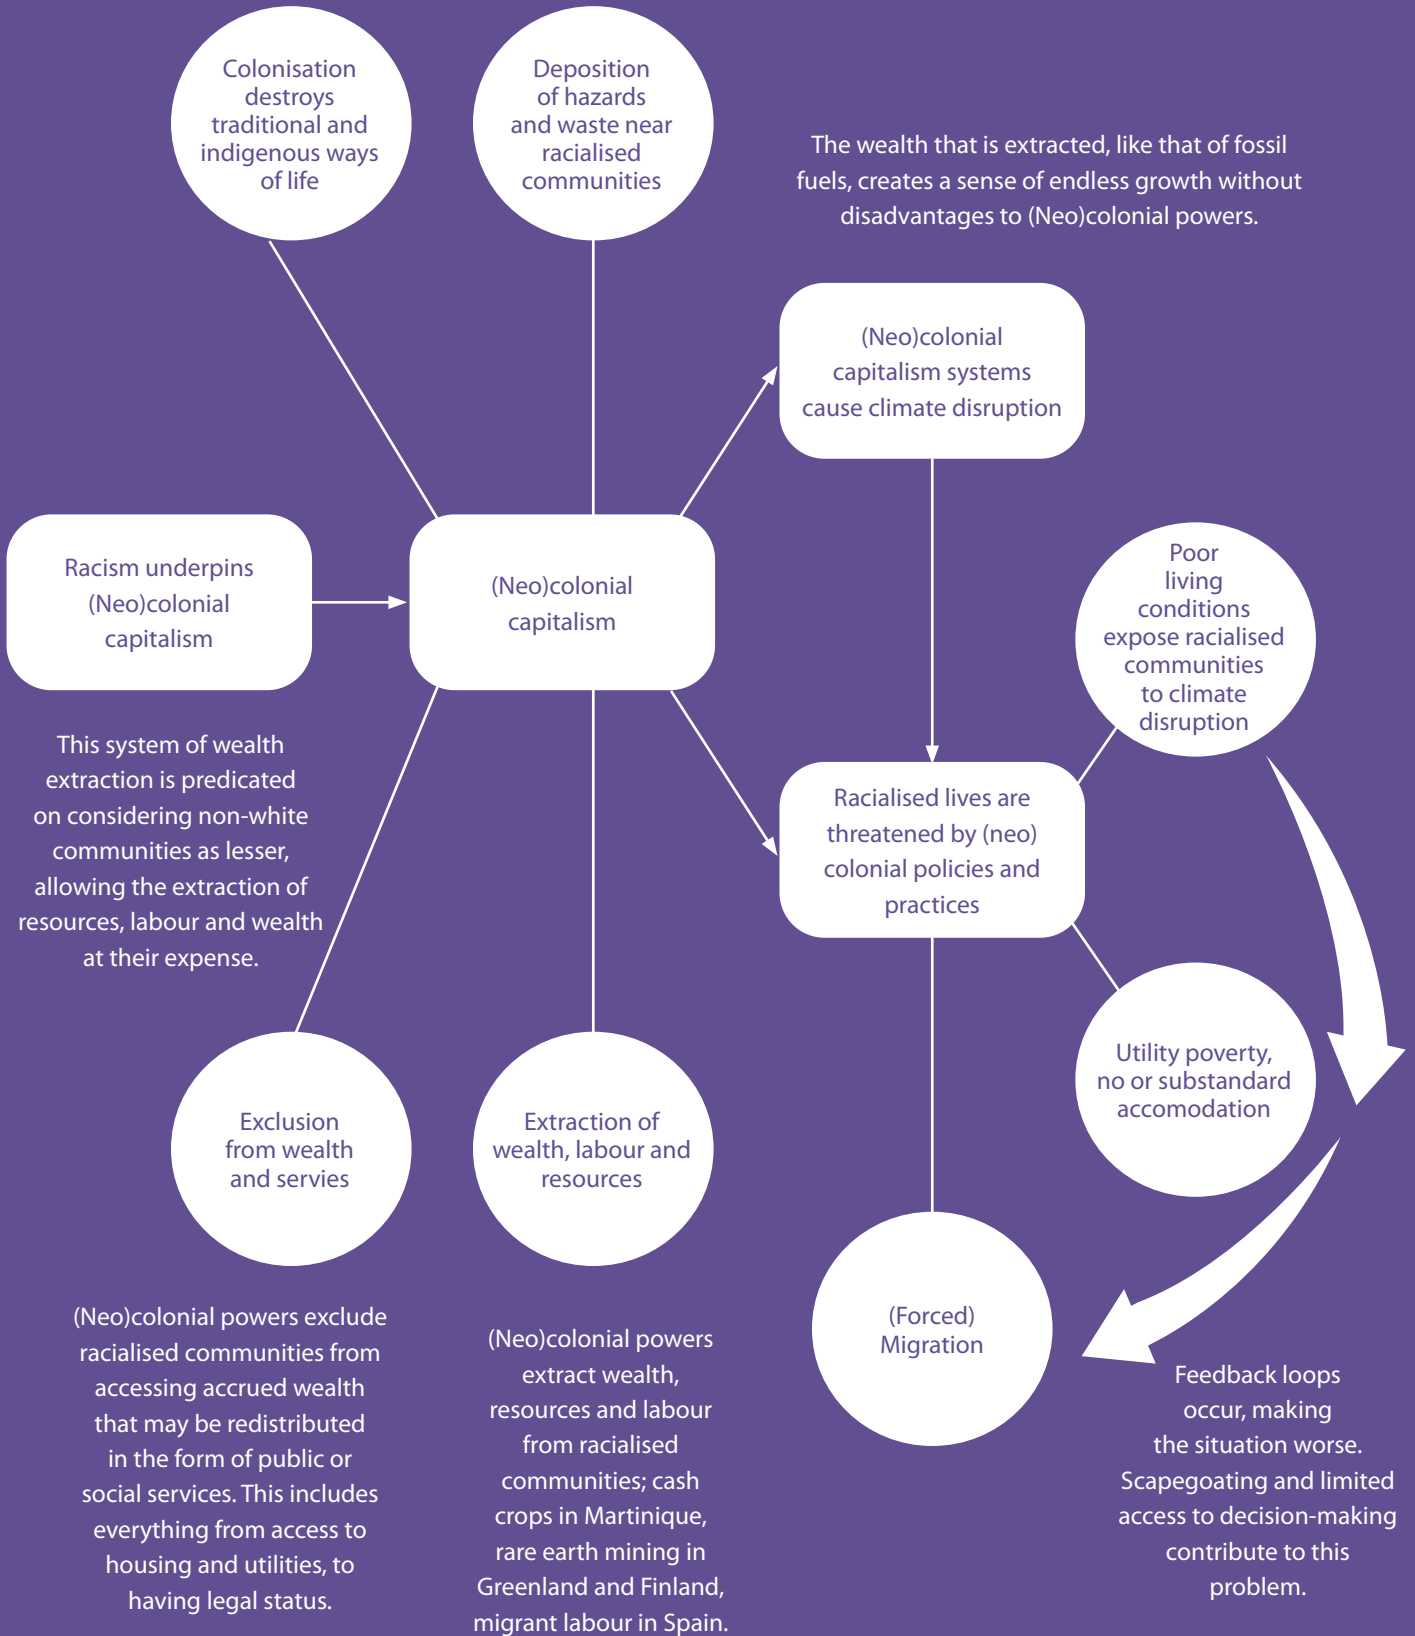 Colonisation
destroys
traditional and
indigenous ways
of life
Deposition
of hazards
and waste near
racialised
communities
The wealth that is extracted, like that of fossil
fuels, creates a sense of endless growth without
disadvantages to (Neo)colonial powers.
(Neo)colonial
capitalism systems
cause climate disruption
Racism underpins
(Neo)colonial
capitalism
(Neo)colonial
capitalism
Poor
living
conditions
expose racialised
communities
to climate
disruption
This system of wealth
extraction is predicated
on considering non-white
communities as lesser,
allowing the extraction of
resources, labour and wealth
at their expense.
Racialised lives are
threatened by (neo)
colonial policies and
practices
Utility poverty,
no or substandard
accomodation
Exclusion
from wealth
and servies
Extraction of
wealth, labour and
resources
(Forced)
Migration
(Neo)colonial powers exclude
racialised communities from
accessing accrued wealth
that may be redistributed
in the form of public or
social services. This includes
everything from access to
housing and utilities, to
having legal status.
(Neo)colonial powers
extract wealth,
resources and labour
from racialised
communities; cash
crops in Martinique,
rare earth mining in
Greenland and Finland,
migrant labour in Spain.
Feedback loops
occur, making
the situation worse.
Scapegoating and limited
access to decision-making
contribute to this
problem.